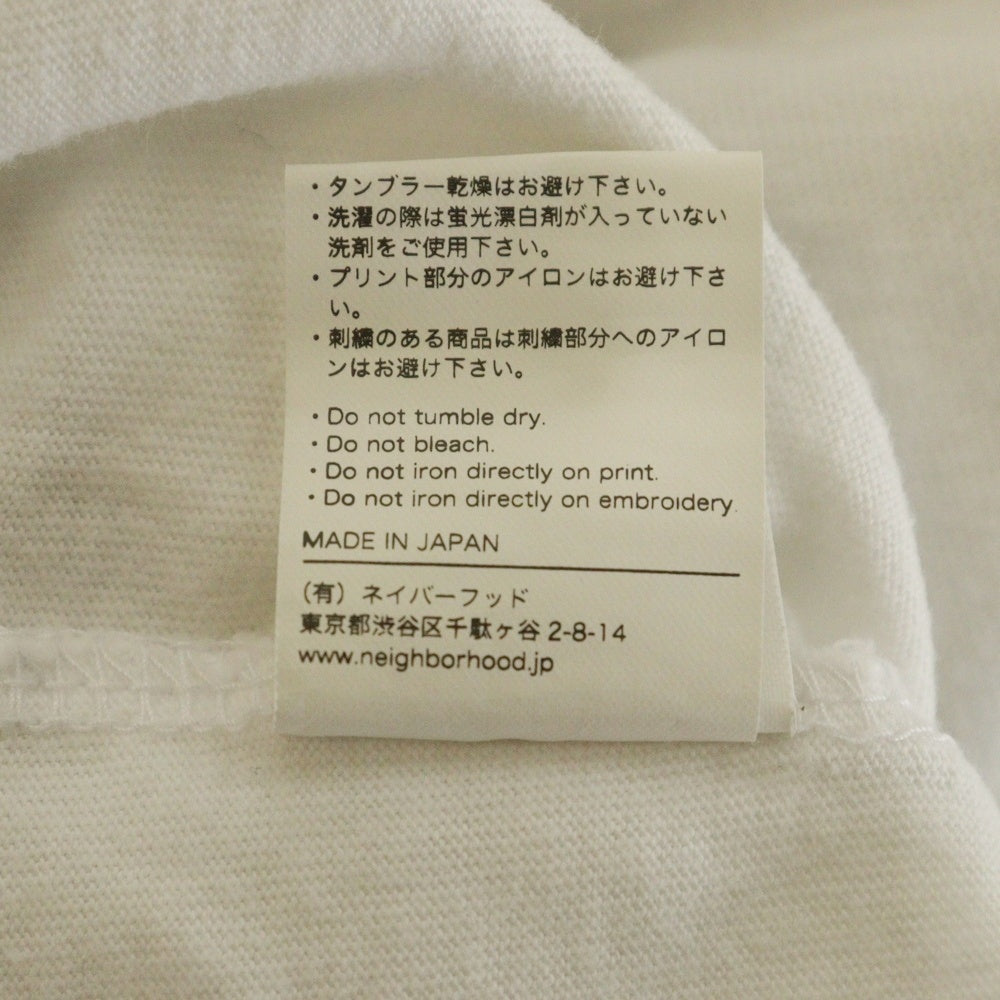 ・タンブラー乾燥はお避け下さい。
・洗濯の際は蛍光漂白剤が入っていない
洗剤をご使用下さい。
・プリント部分のアイロンはお避け下さ
い。
・刺繍のある商品は刺繍部分へのアイロ
ンはお避け下さい。
・Do not tumble dry.
・Do not bleach.
・Do not iron directly on print.
・Do not iron directly on embroidery.
MADE IN JAPAN
(有) ネイバーフッド
東京都渋谷区千駄ヶ谷 2-8-14
www.neighborhood.jp